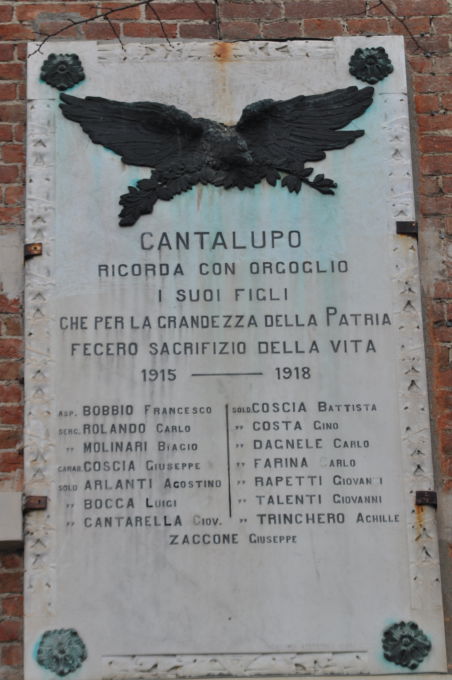 CANTALUPO
RICORDA CON ORGOGLIO
I SUOI FIGLI
CHE PER LA GRANDEZZA DELLA PATRIA
FECERO SACRIFIZIO DELLA VITA
1915 — 1918
ASP. BOBBIO FRANCESCO
SERG. ROLANDO CARLO
" MOLINARI BIAGIO
CARAB. COSCIA GIUSEPPE
SOLD. ARLANTI AGOSTINO
" BOCCA LUIGI
" CANTARELLA GIOV.
SOLD. COSCIA BATTISTA
" COSTA GINO
" DAGNELE CARLO
" FARINA CARLO
" RAPETTI GIOVANNI
" TALENTI GIOVANNI
" TRINCHERO ACHILLE
ZACCONE GIUSEPPE